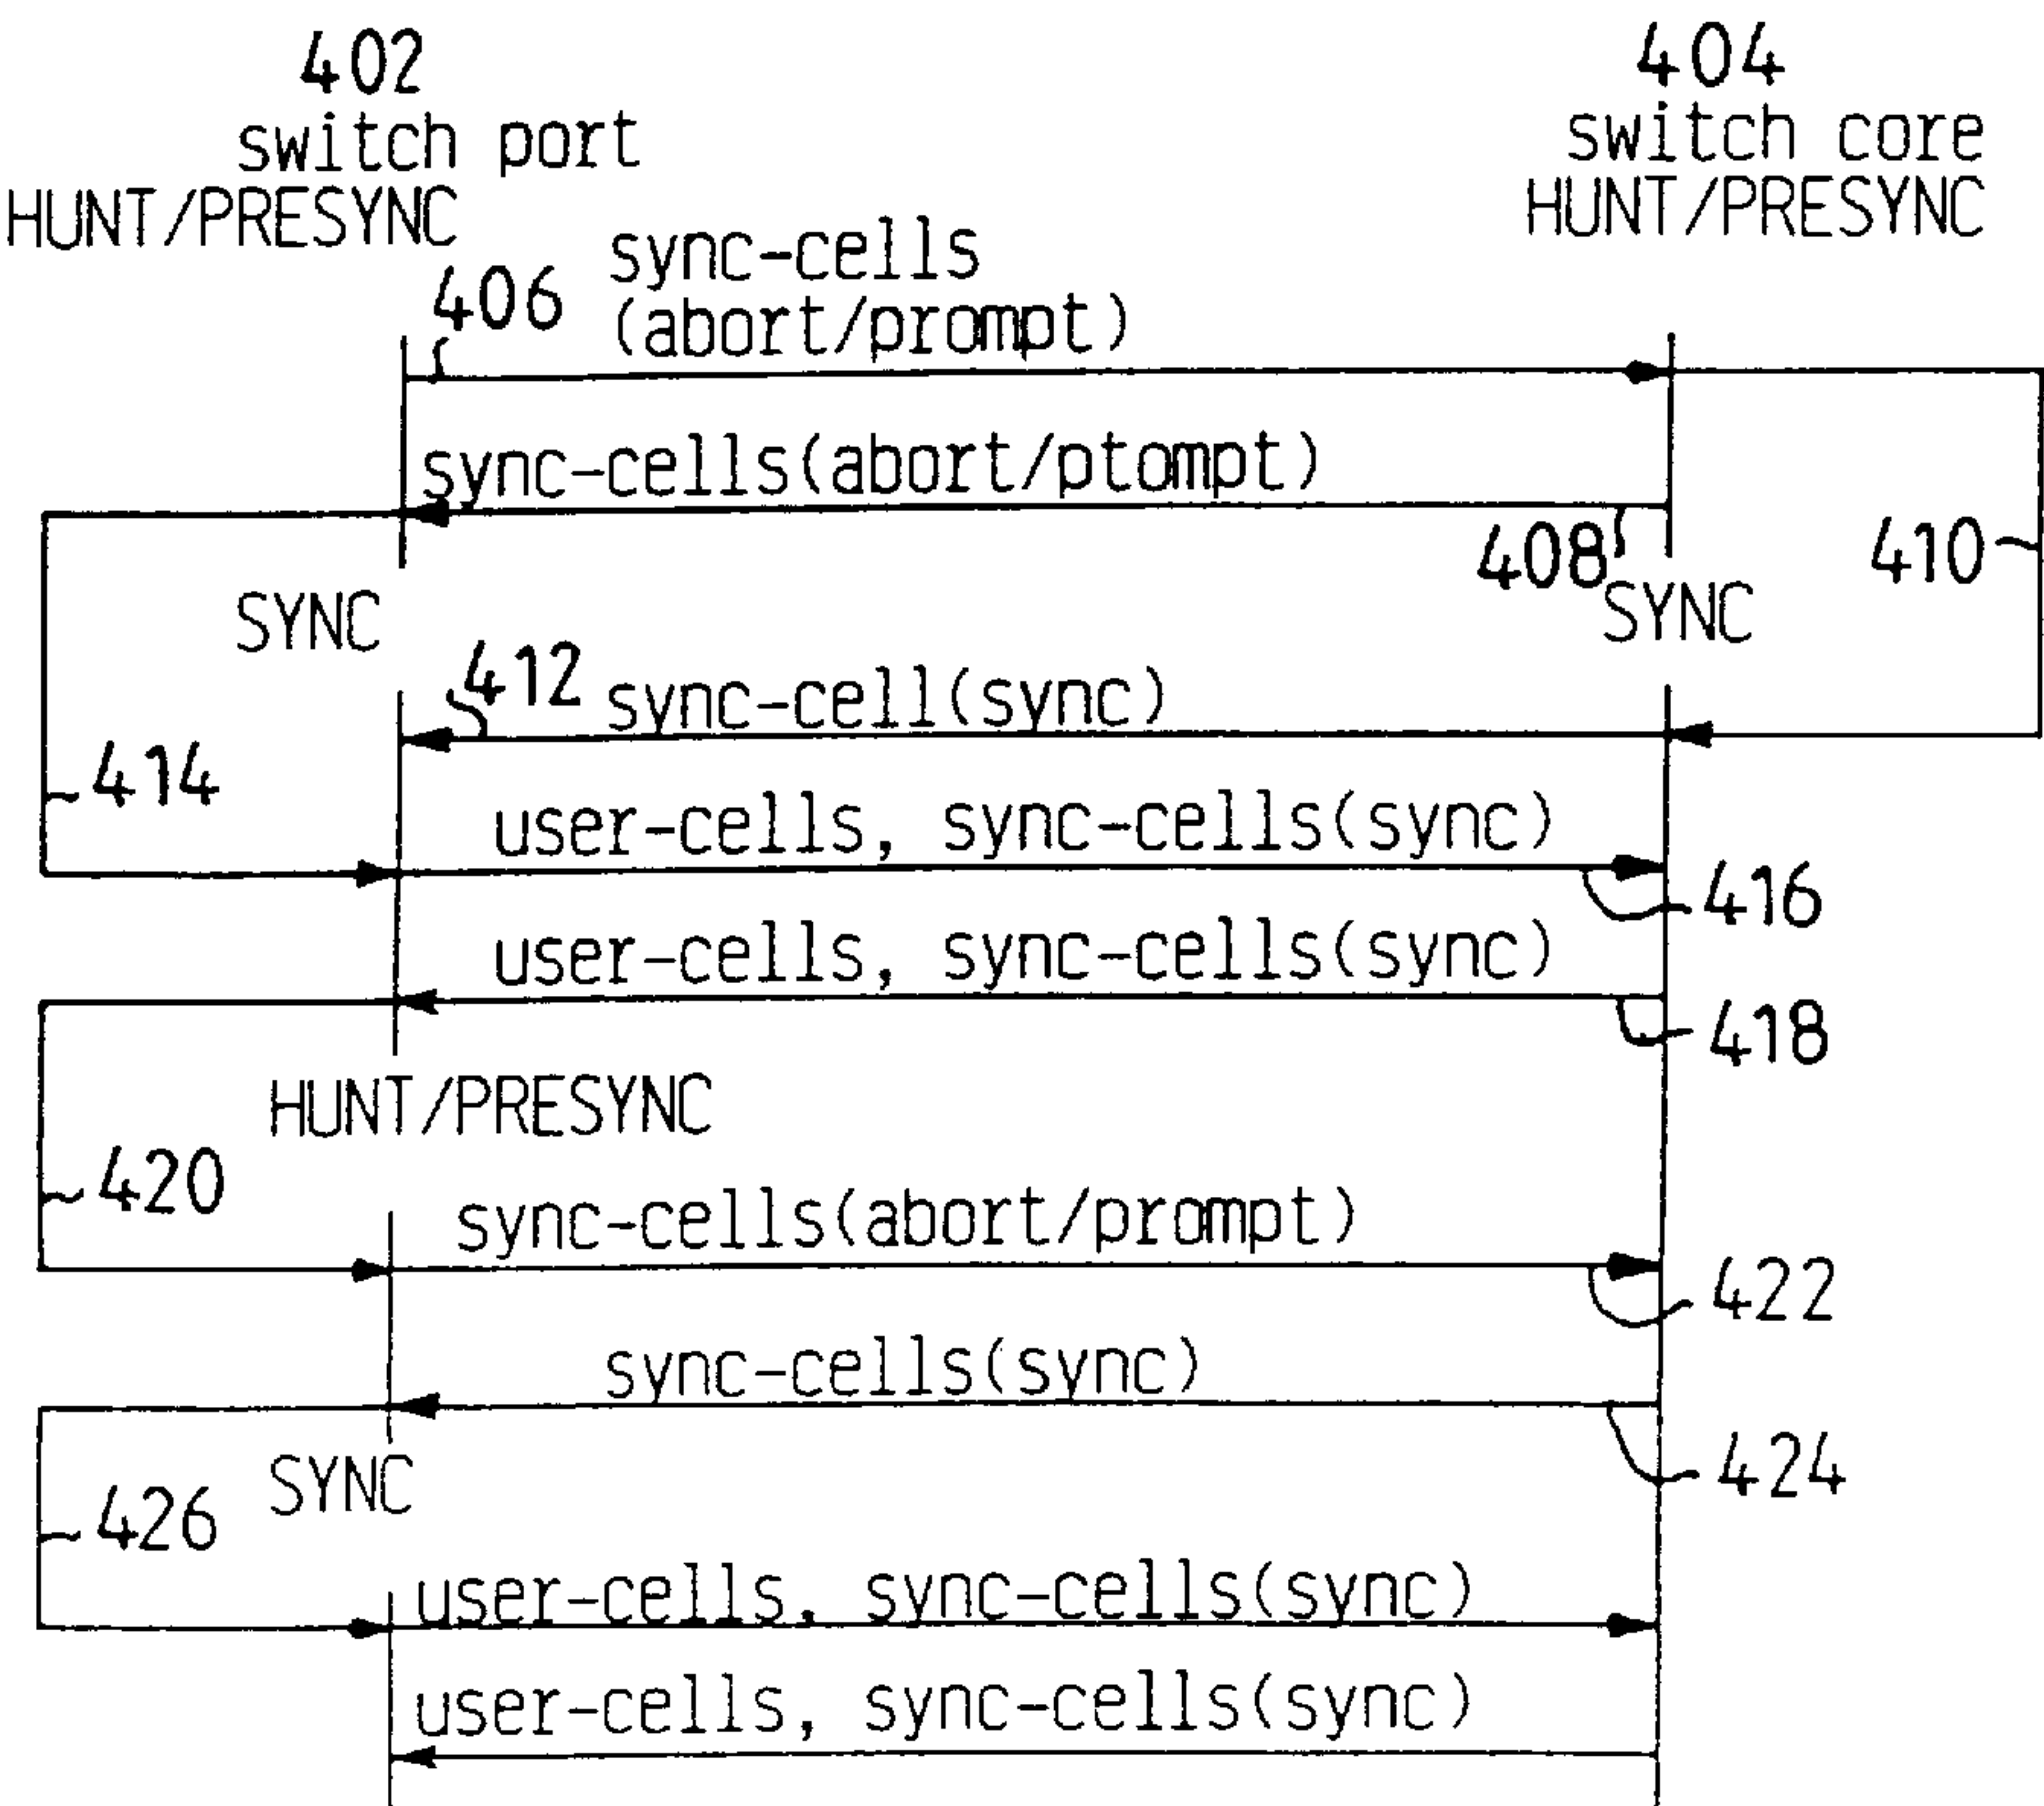 402
switch port
HUNT/PRESYNC
404
switch core
HUNT/PRESYNC
406
sync-cells
(abort/prompt)
sync-cells(abort/ptompt)
408
410
SYNC
SYNC
412
sync-cell(sync)
414
user-cells, sync-cells(sync)
416
user-cells, sync-cells(sync)
418
HUNT/PRESYNC
420
sync-cells(abort/prompt)
422
sync-cells(sync)
424
SYNC
426
user-cells, sync-cells(sync)
user-cells, sync-cells(sync)